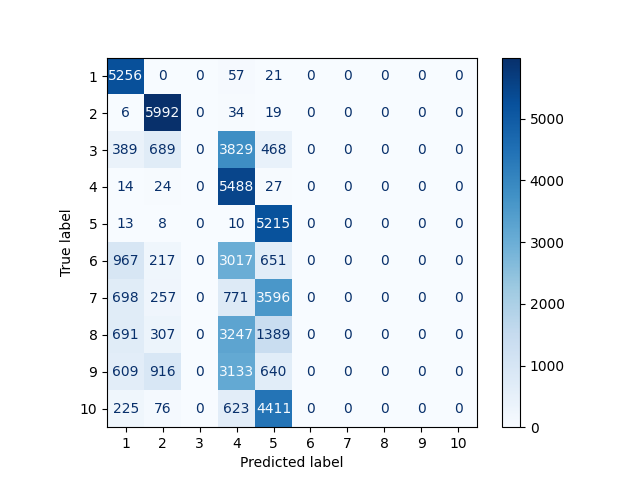 1 5256 0 0 57 21 0 0 0 0 0
2 6 5992 0 34 19 0 0 0 0 0
3 389 689 0 3829 468 0 0 0 0 0
4 14 24 0 5488 27 0 0 0 0 0
5 13 8 0 10 5215 0 0 0 0 0
6 967 217 0 3017 651 0 0 0 0 0
7 698 257 0 771 3596 0 0 0 0 0
8 691 307 0 3247 1389 0 0 0 0 0
9 609 916 0 3133 640 0 0 0 0 0
10 225 76 0 623 4411 0 0 0 0 0
1 2 3 4 5 6 7 8 9 10
Predicted label
True label
5000
4000
3000
2000
1000
0